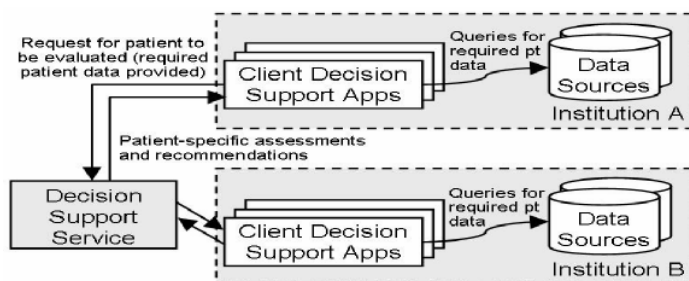 Request for patient to
be evaluated (required
patient data provided)
Client Decision
Support Apps
Queries for
required pt
data
Data
Sources
Institution A
Patient-specific assessments
and recommendations
Decision
Support
Service
Client Decision
Support Apps
Queries for
required pt
data
Data
Sources
Institution B